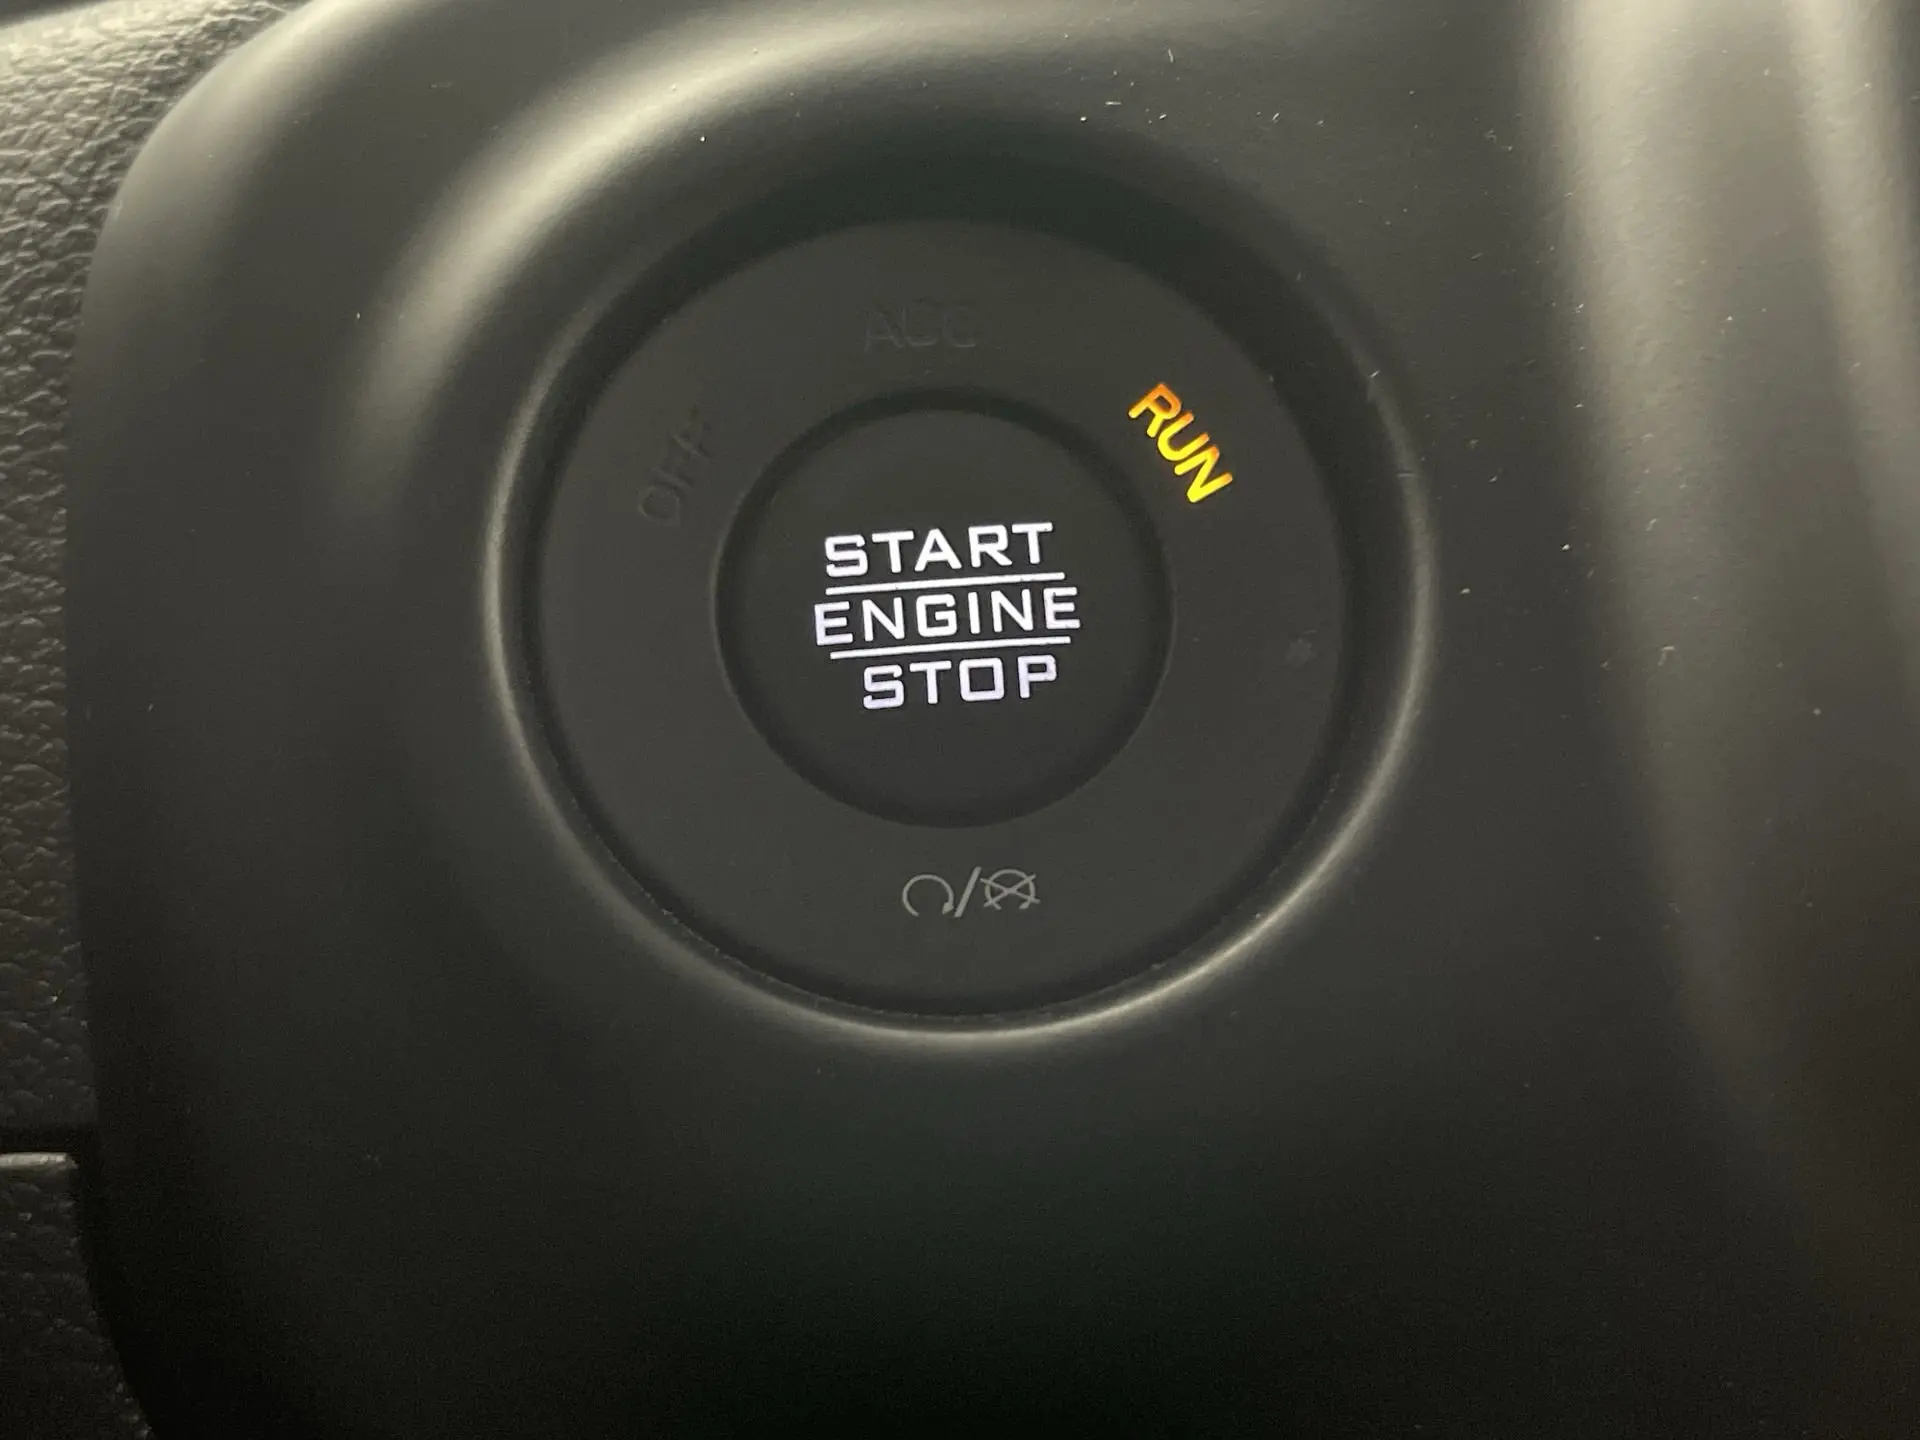 ACC
OFF
RUN
START
ENGINE
STOP